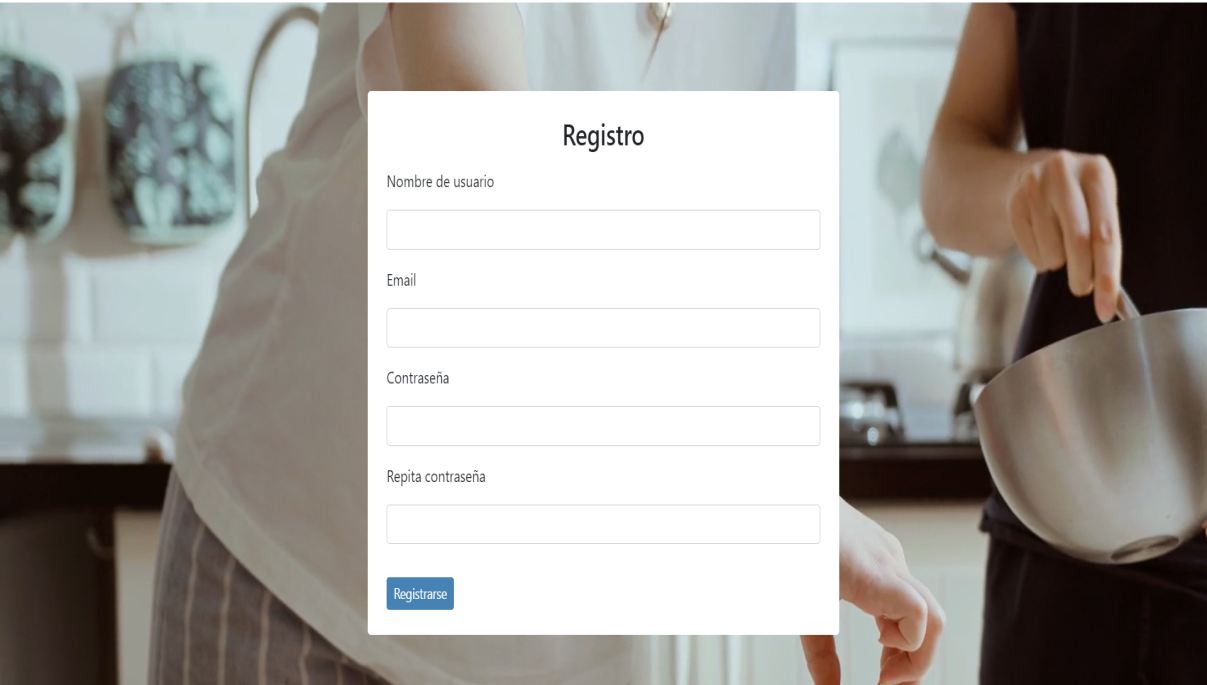 Registro
Nombre de usuario
Email
Contraseña
Repita contraseña
Registrarse